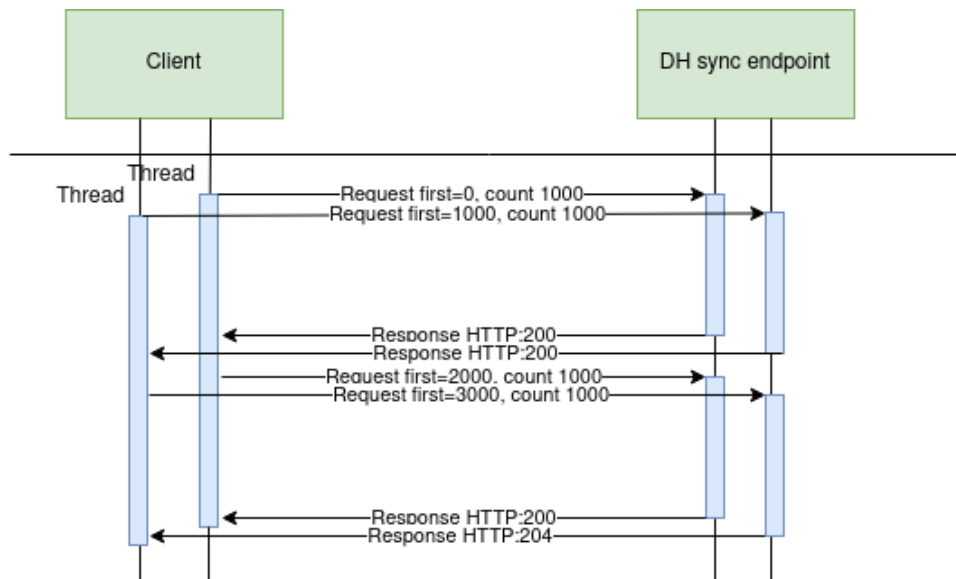 Client
DH sync endpoint
Thread
Thread
Request first=0, count 1000
Request first=1000, count 1000
Response HTTP:200
Response HTTP:200
Request first=2000, count 1000
Request first=3000, count 1000
Response HTTP:200
Response HTTP:204